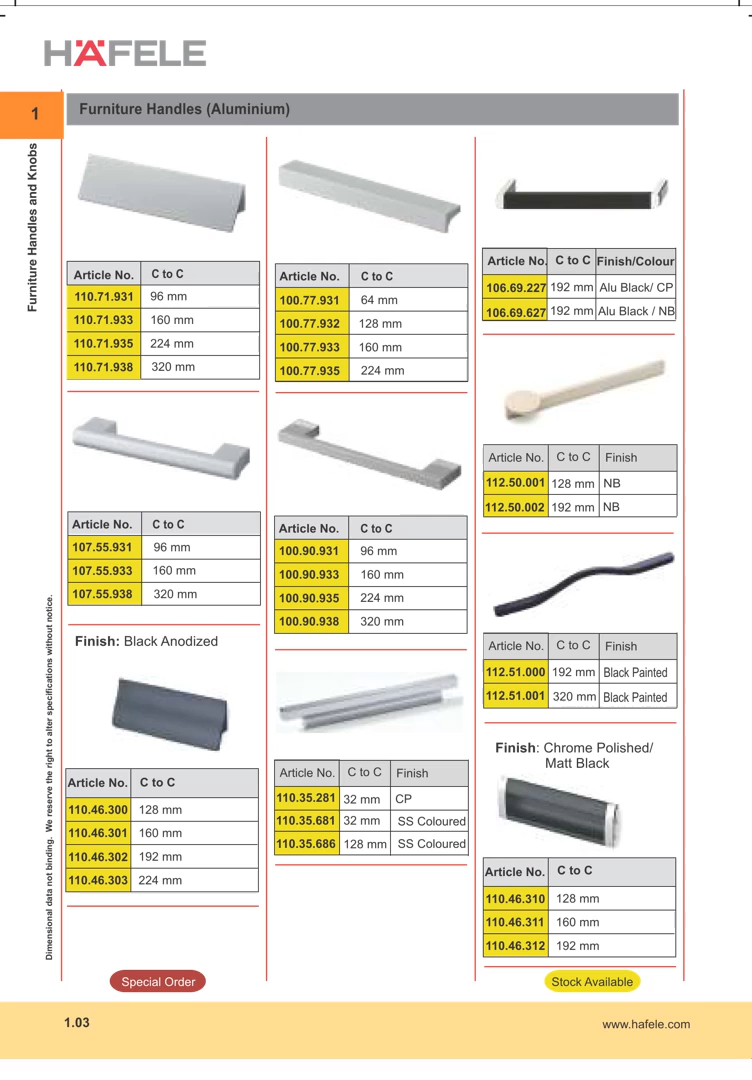 HÄFELE
1
Furniture Handles (Aluminium)
Furniture Handles and Knobs
Article No. C to C
110.71.931 96 mm
110.71.933 160 mm
110.71.935 224 mm
110.71.938 320 mm
Article No. C to C
107.55.931 96 mm
107.55.933 160 mm
107.55.938 320 mm
Finish: Black Anodized
Article No. C to C
110.46.300 128 mm
110.46.301 160 mm
110.46.302 192 mm
110.46.303 224 mm
Article No. C to C
100.77.931 64 mm
100.77.932 128 mm
100.77.933 160 mm
100.77.935 224 mm
Article No. C to C
100.90.931 96 mm
100.90.933 160 mm
100.90.935 224 mm
100.90.938 320 mm
Article No. C to C Finish
110.35.281 32 mm CP
110.35.681 32 mm SS Coloured
110.35.686 128 mm SS Coloured
Article No. C to C Finish/Colour
106.69.227 192 mm Alu Black/ CP
106.69.627 192 mm Alu Black / NB
Article No. C to C Finish
112.50.001 128 mm NB
112.50.002 192 mm NB
Article No. C to C Finish
112.51.000 192 mm Black Painted
112.51.001 320 mm Black Painted
Finish: Chrome Polished/
Matt Black
Article No. C to C
110.46.310 128 mm
110.46.311 160 mm
110.46.312 192 mm
Dimensional data not binding. We reserve the right to alter specifications without notice.
Special Order
Stock Available
1.03
www.hafele.com